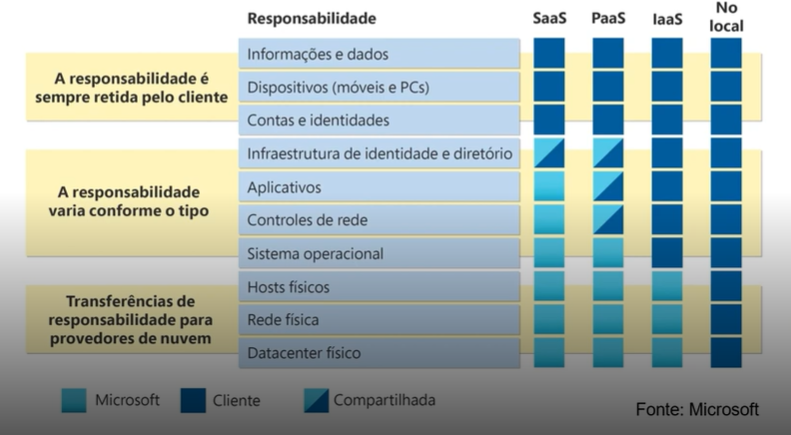 Responsabilidade SaaS PaaS IaaS No
local
Informações e dados
A responsabilidade é
sempre retida pelo cliente
Dispositivos (móveis e PCs)
Contas e identidades
Infraestrutura de identidade e diretório
A responsabilidade
varia conforme o tipo
Aplicativos
Controles de rede
Sistema operacional
Hosts físicos
Transferências de
responsabilidade para
provedores de nuvem
Rede física
Datacenter físico
Microsoft Cliente Compartilhada
Fonte: Microsoft